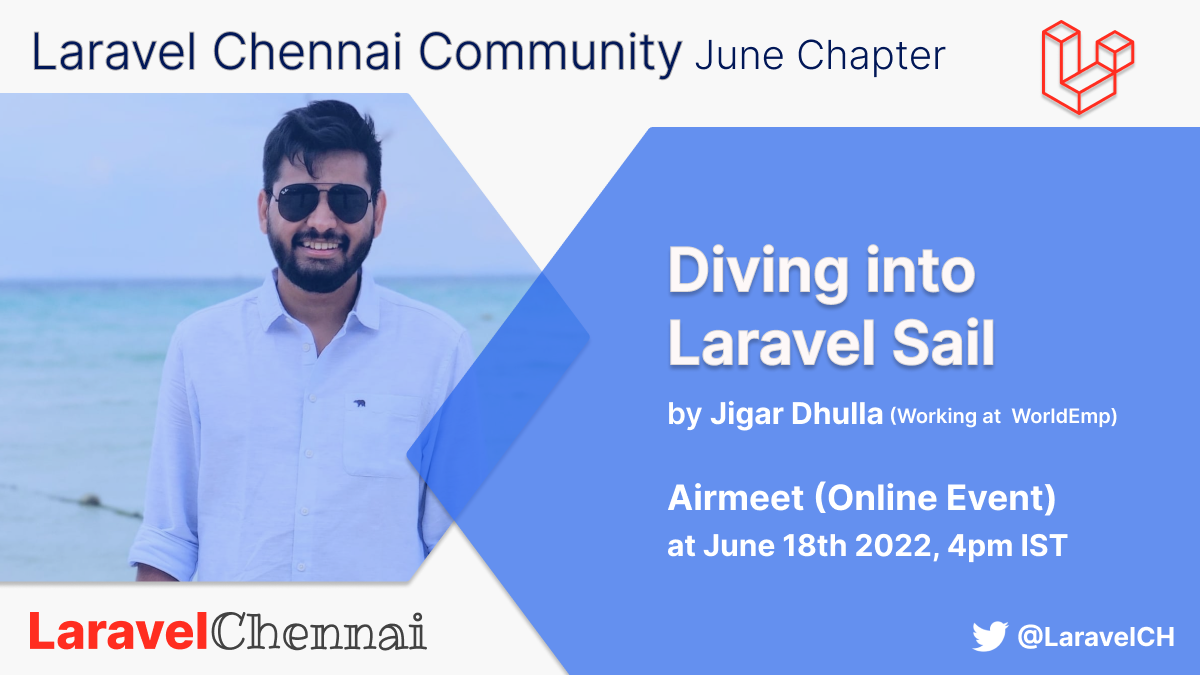 Laravel Chennai Community June Chapter
Diving into
Laravel Sail
by Jigar Dhulla (Working at WorldEmp)
Airmeet (Online Event)
at June 18th 2022, 4pm IST
LaravelChennai
@LaravelCH